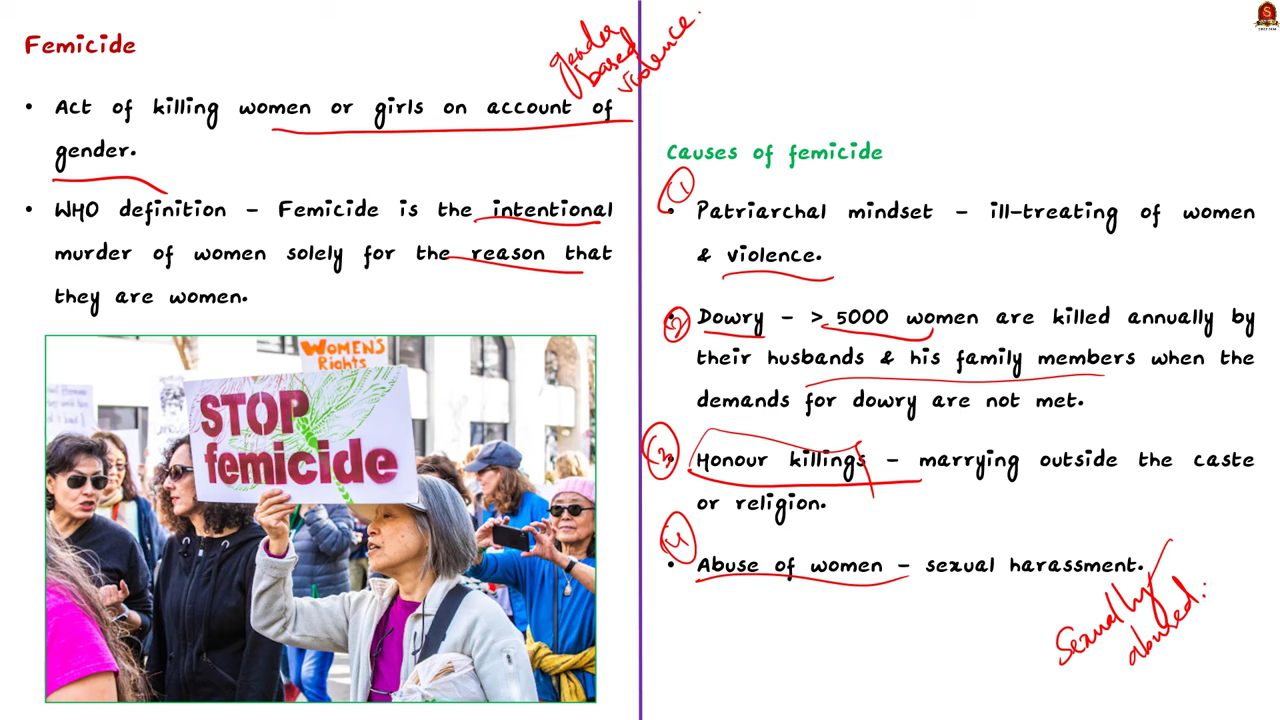 Femicide
gender
based
violence.
• Act of killing women or girls on account of
gender.
• WHO definition - Femicide is the intentional
murder of women solely for the reason that
they are women.
WOMENS
Rights
STOP
femicide
Causes of femicide
1
• Patriarchal mindset - ill-treating of women
& violence.
2
• Dowry - > 5000 women are killed annually by
their husbands & his family members when the
demands for dowry are not met.
3
• Honour killings - marrying outside the caste
or religion.
4
• Abuse of women - sexual harassment.
Sexually
abused.
S